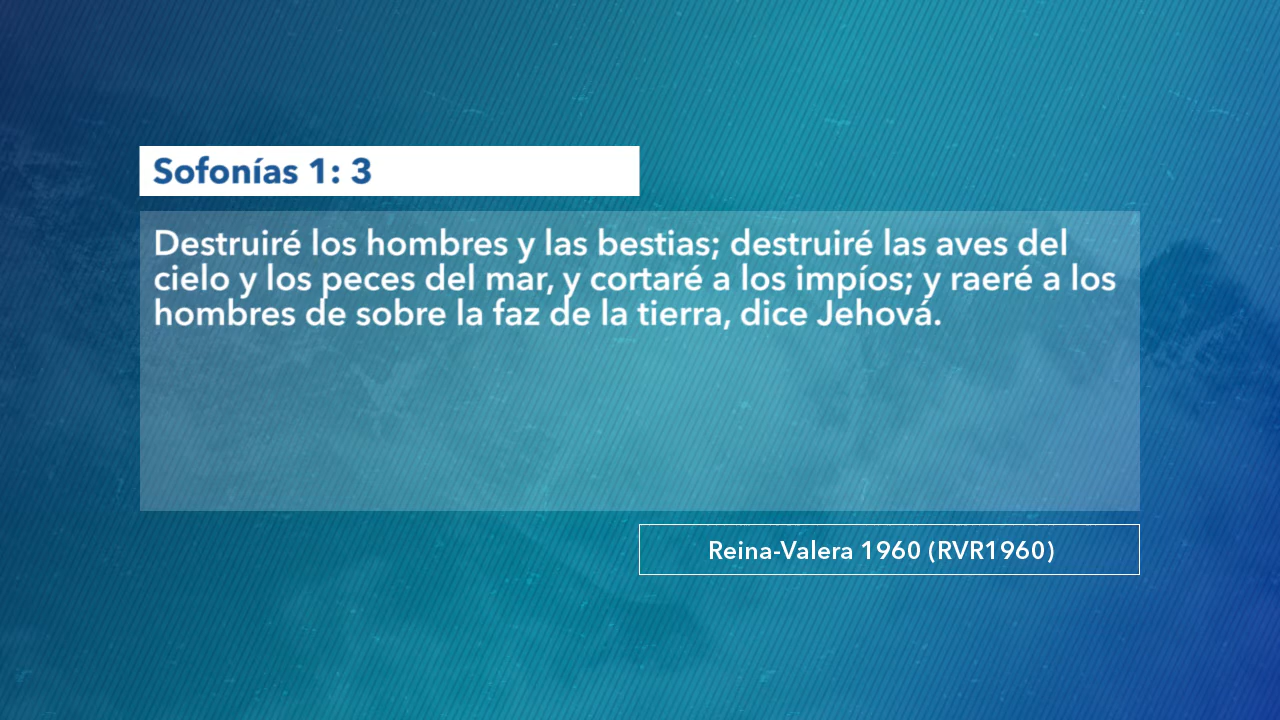 Sofonías 1: 3
Destruiré los hombres y las bestias; destruiré las aves del
cielo y los peces del mar, y cortaré a los impíos; y raeré a los
hombres de sobre la faz de la tierra, dice Jehová.
Reina-Valera 1960 (RVR1960)